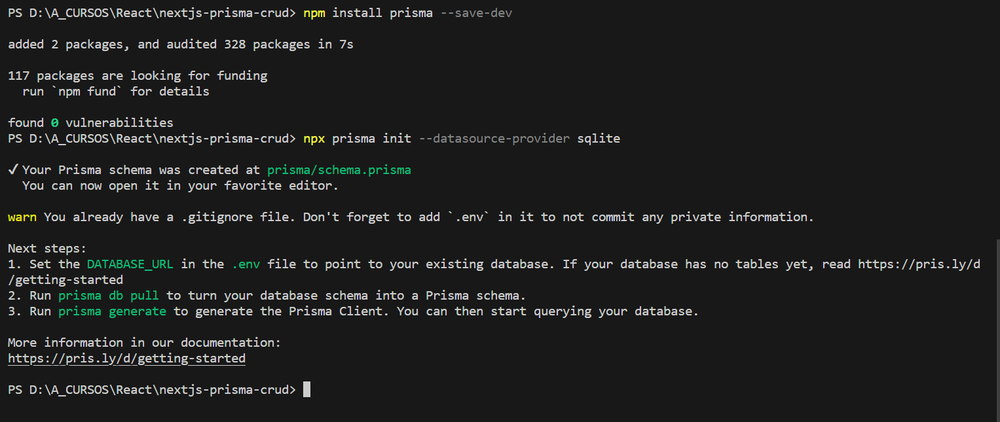 PS D:\A_CURSOS\React\nextjs-prisma-crud> npm install prisma --save-dev
added 2 packages, and audited 328 packages in 7s
117 packages are looking for funding
run `npm fund` for details
found 0 vulnerabilities
PS D:\A_CURSOS\React\nextjs-prisma-crud> npx prisma init --datasource-provider sqlite
✓ Your Prisma schema was created at prisma/schema.prisma
You can now open it in your favorite editor.
warn You already have a .gitignore file. Don't forget to add `.env` in it to not commit any private information.
Next steps:
1. Set the DATABASE_URL in the .env file to point to your existing database. If your database has no tables yet, read https://pris.ly/d
/getting-started
2. Run prisma db pull to turn your database schema into a Prisma schema.
3. Run prisma generate to generate the Prisma Client. You can then start querying your database.
More information in our documentation:
https://pris.ly/d/getting-started
PS D:\A_CURSOS\React\nextjs-prisma-crud>